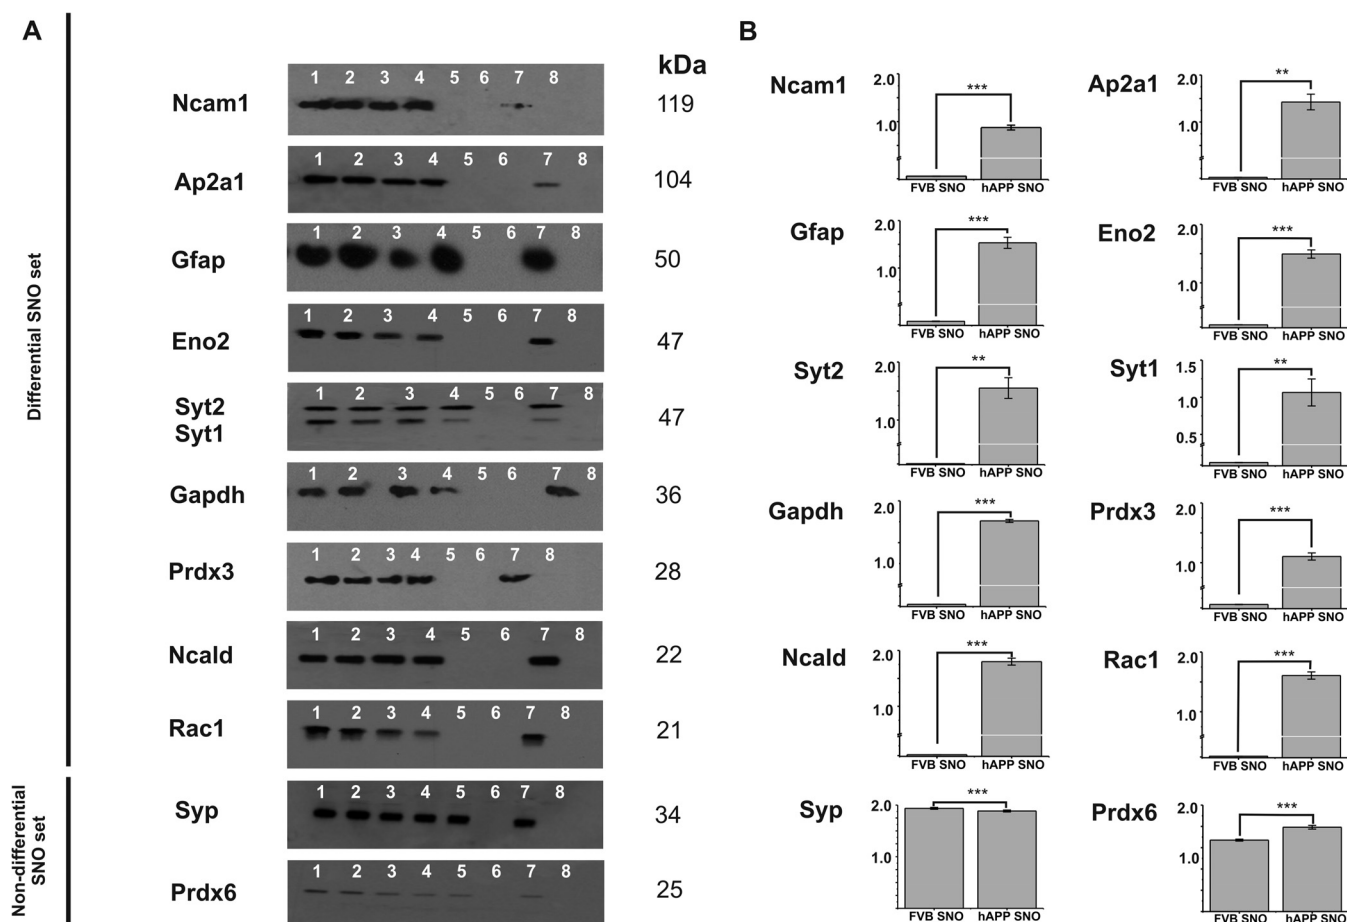 A
Differential SNO set
Non-differential
SNO set
kDa
Ncam1
1 2 3 4 5 6 7 8
119
Ap2a1
1 2 3 4 5 6 7 8
104
Gfap
1 2 3 4 5 6 7 8
50
Eno2
1 2 3 4 5 6 7 8
47
Syt2
Syt1
1 2 3 4 5 6 7 8
47
Gapdh
1 2 3 4 5 6 7 8
36
Prdx3
1 2 3 4 5 6 7 8
28
Ncald
1 2 3 4 5 6 7 8
22
Rac1
1 2 3 4 5 6 7 8
21
Syp
1 2 3 4 5 6 7 8
34
Prdx6
1 2 3 4 5 6 7 8
25
B
Ncam1
2.0
1.0
***
FVB SNO hAPP SNO
Ap2a1
2.0
1.0
**
FVB SNO hAPP SNO
Gfap
2.0
1.0
***
FVB SNO hAPP SNO
Eno2
2.0
1.0
***
FVB SNO hAPP SNO
Syt2
2.0
1.0
**
FVB SNO hAPP SNO
Syt1
1.5
1.0
0.5
**
FVB SNO hAPP SNO
Gapdh
2.0
1.0
***
FVB SNO hAPP SNO
Prdx3
2.0
1.0
***
FVB SNO hAPP SNO
Ncald
2.0
1.0
***
FVB SNO hAPP SNO
Rac1
2.0
1.0
***
FVB SNO hAPP SNO
Syp
2.0
1.0
***
FVB SNO hAPP SNO
Prdx6
2.0
1.0
***
FVB SNO hAPP SNO